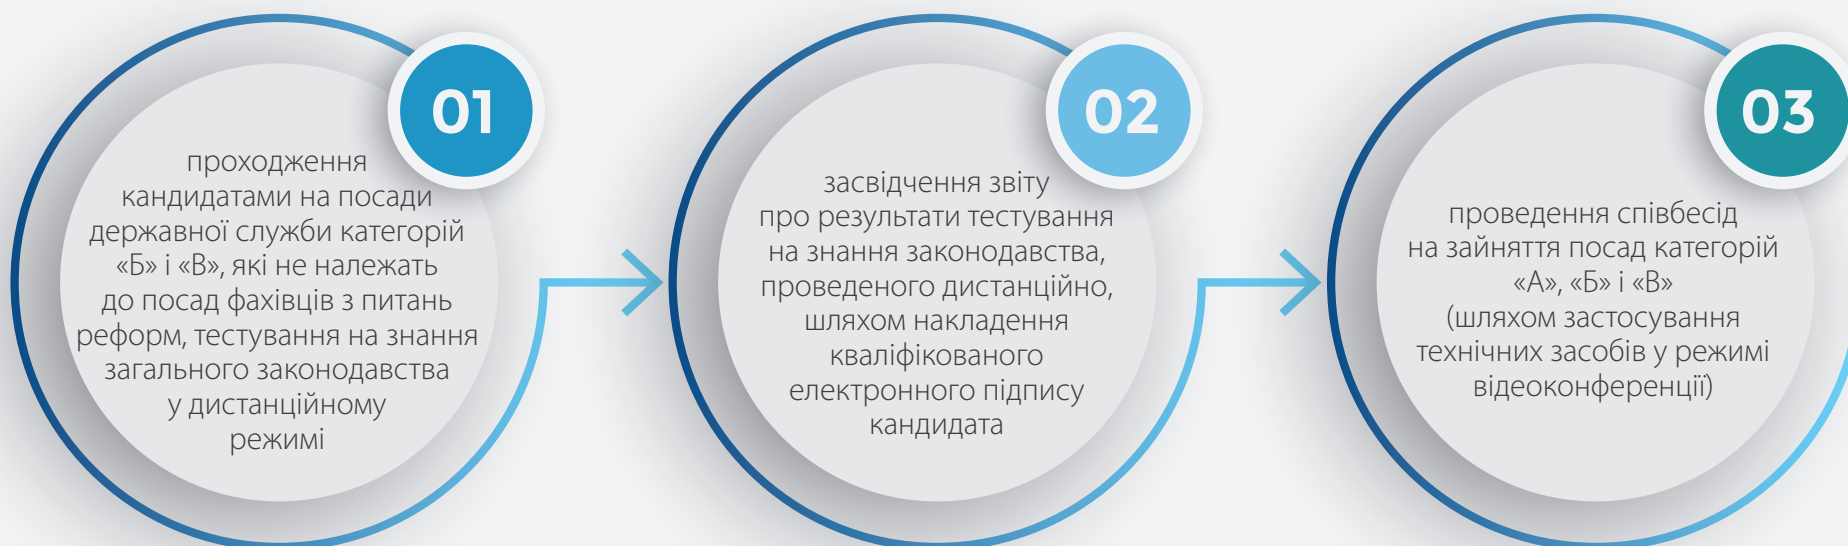 01
проходження
кандидатами на посади
державної служби категорій
«Б» і «В», які не належать
до посад фахівців з питань
реформ, тестування на знання
загального законодавства
у дистанційному
режимі
02
засвідчення звіту
про результати тестування
на знання законодавства,
проведеного дистанційно,
шляхом накладення
кваліфікованого
електронного підпису
кандидата
03
проведення співбесід
на зайняття посад категорій
«А», «Б» і «В»
(шляхом застосування
технічних засобів у режимі
відеоконференції)